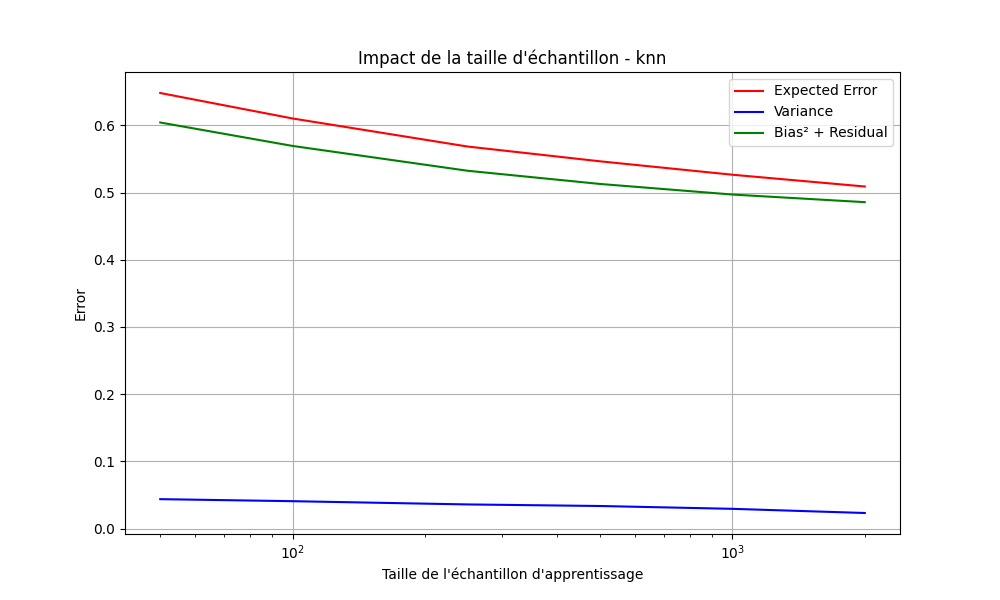 Impact de la taille d'échantillon - knn
Expected Error
Variance
Bias² + Residual
0.6
0.5
0.4
0.3
0.2
0.1
0.0
Error
10²
10³
Taille de l'échantillon d'apprentissage